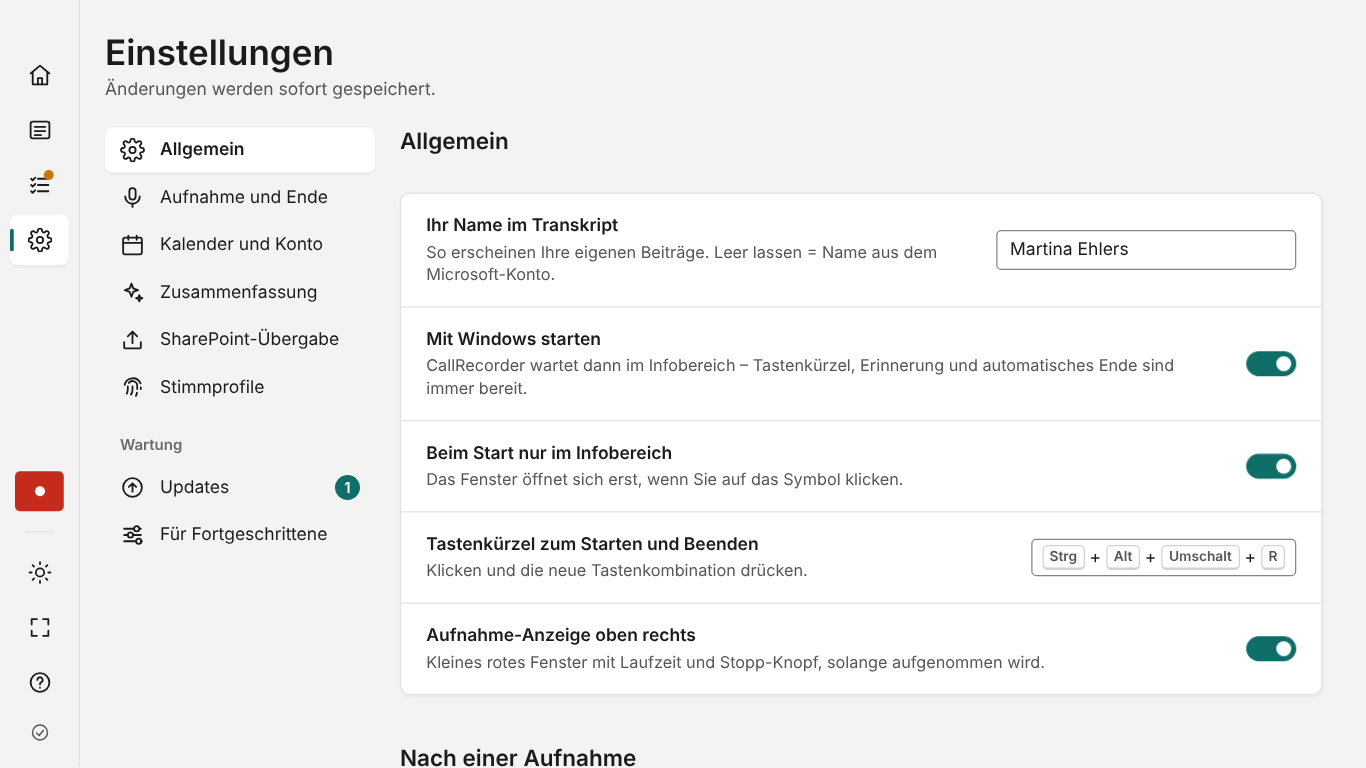 Einstellungen
Änderungen werden sofort gespeichert.
Allgemein
Aufnahme und Ende
Kalender und Konto
Zusammenfassung
SharePoint-Übergabe
Stimmprofile
Wartung
Updates 1
Für Fortgeschrittene
Allgemein
Ihr Name im Transkript
So erscheinen Ihre eigenen Beiträge. Leer lassen = Name aus dem
Microsoft-Konto.
Martina Ehlers
Mit Windows starten
CallRecorder wartet dann im Infobereich – Tastenkürzel, Erinnerung und automatisches Ende sind
immer bereit.
Beim Start nur im Infobereich
Das Fenster öffnet sich erst, wenn Sie auf das Symbol klicken.
Tastenkürzel zum Starten und Beenden
Klicken und die neue Tastenkombination drücken.
Strg + Alt + Umschalt + R
Aufnahme-Anzeige oben rechts
Kleines rotes Fenster mit Laufzeit und Stopp-Knopf, solange aufgenommen wird.
Nach einer Aufnahme